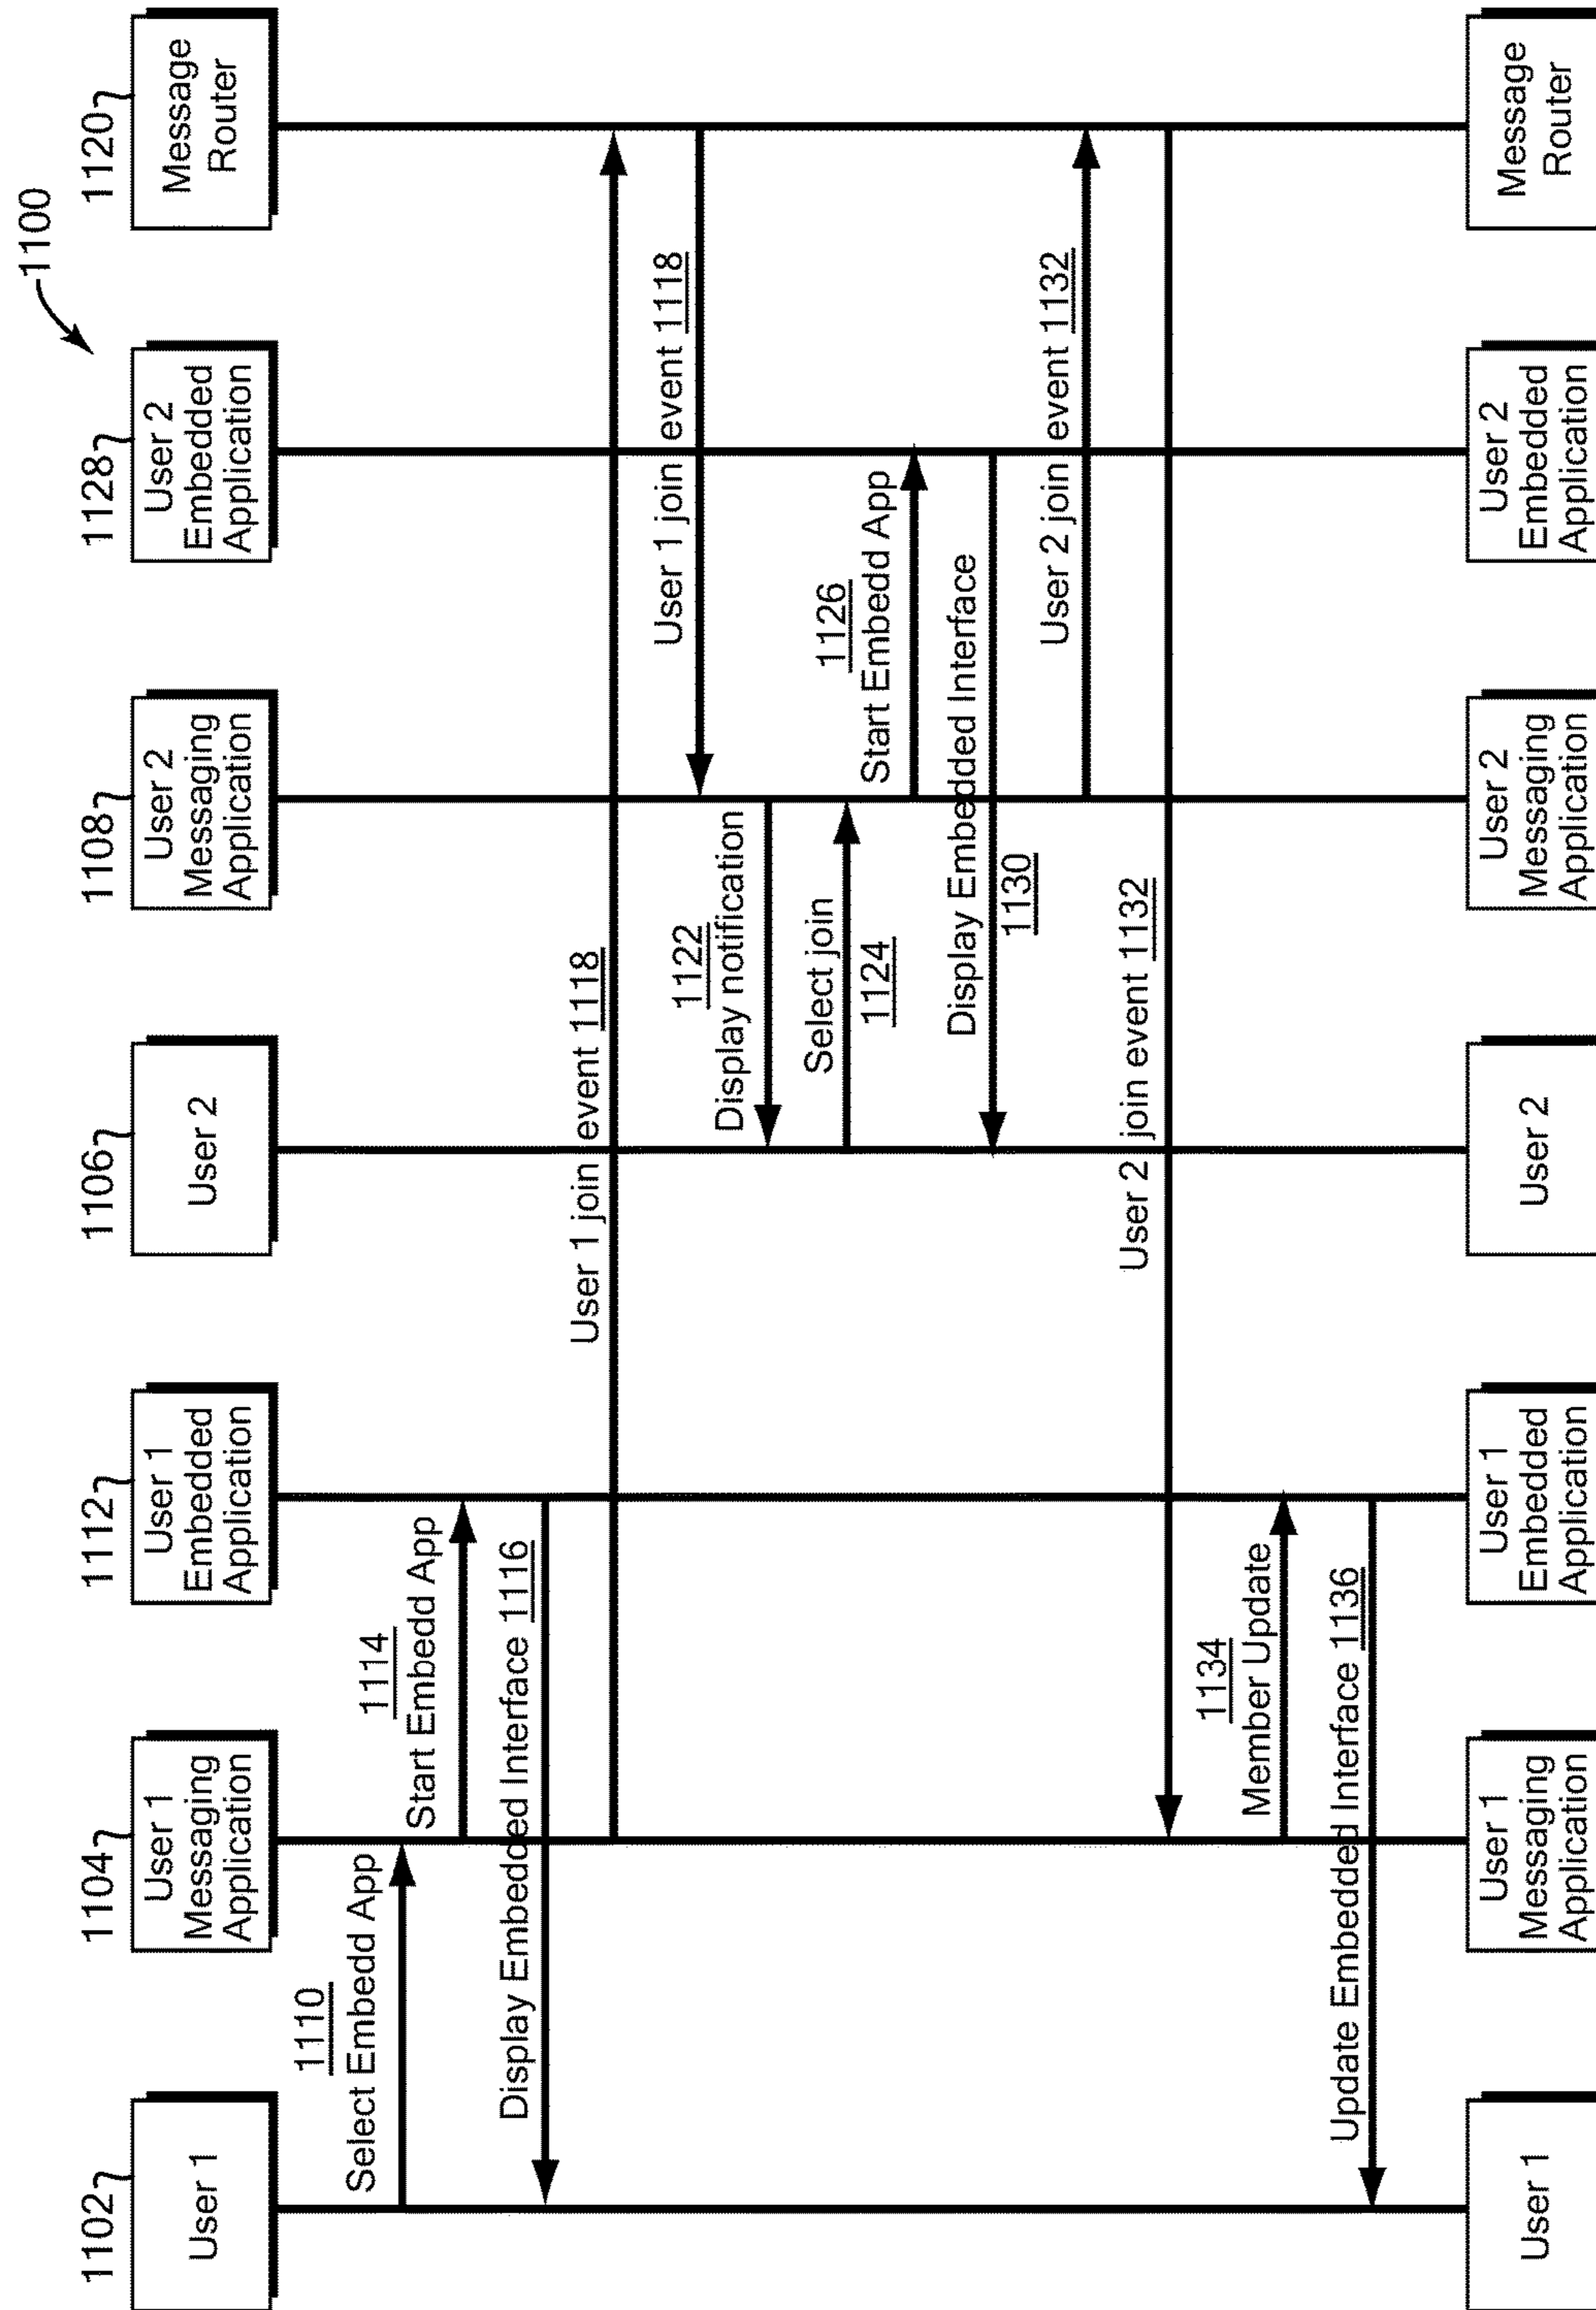 1100
1102
1104
1112
1106
1108
1128
1120
User 1
User 1
Messaging
Application
User 1
Embedded
Application
User 2
User 2
Messaging
Application
User 2
Embedded
Application
Message
Router
1110
Select Embedd App
1114
Start Embedd App
Display Embedded Interface 1116
User 1 join event 1118
User 1 join event 1118
1122
Display notification
Select join
1124
1126
Start Embedd App
Display Embedded Interface
1130
User 2 join event 1132
User 2 join event 1132
1134
Member Update
Update Embedded Interface 1136
User 1
User 1
Messaging
Application
User 1
Embedded
Application
User 2
User 2
Messaging
Application
User 2
Embedded
Application
Message
Router